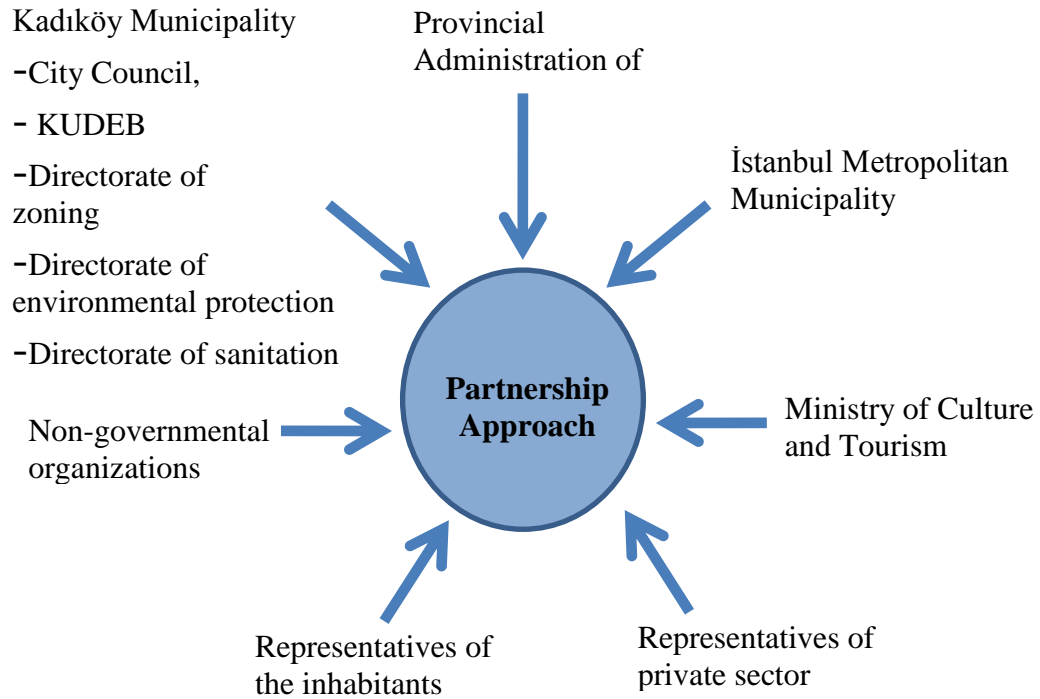 Kadıköy Municipality
-City Council,
- KUDEB
-Directorate of
zoning
-Directorate of
environmental protection
-Directorate of sanitation
Provincial
Administration of
İstanbul Metropolitan
Municipality
Partnership
Approach
Non-governmental
organizations
Ministry of Culture
and Tourism
Representatives of
the inhabitants
Representatives of
private sector